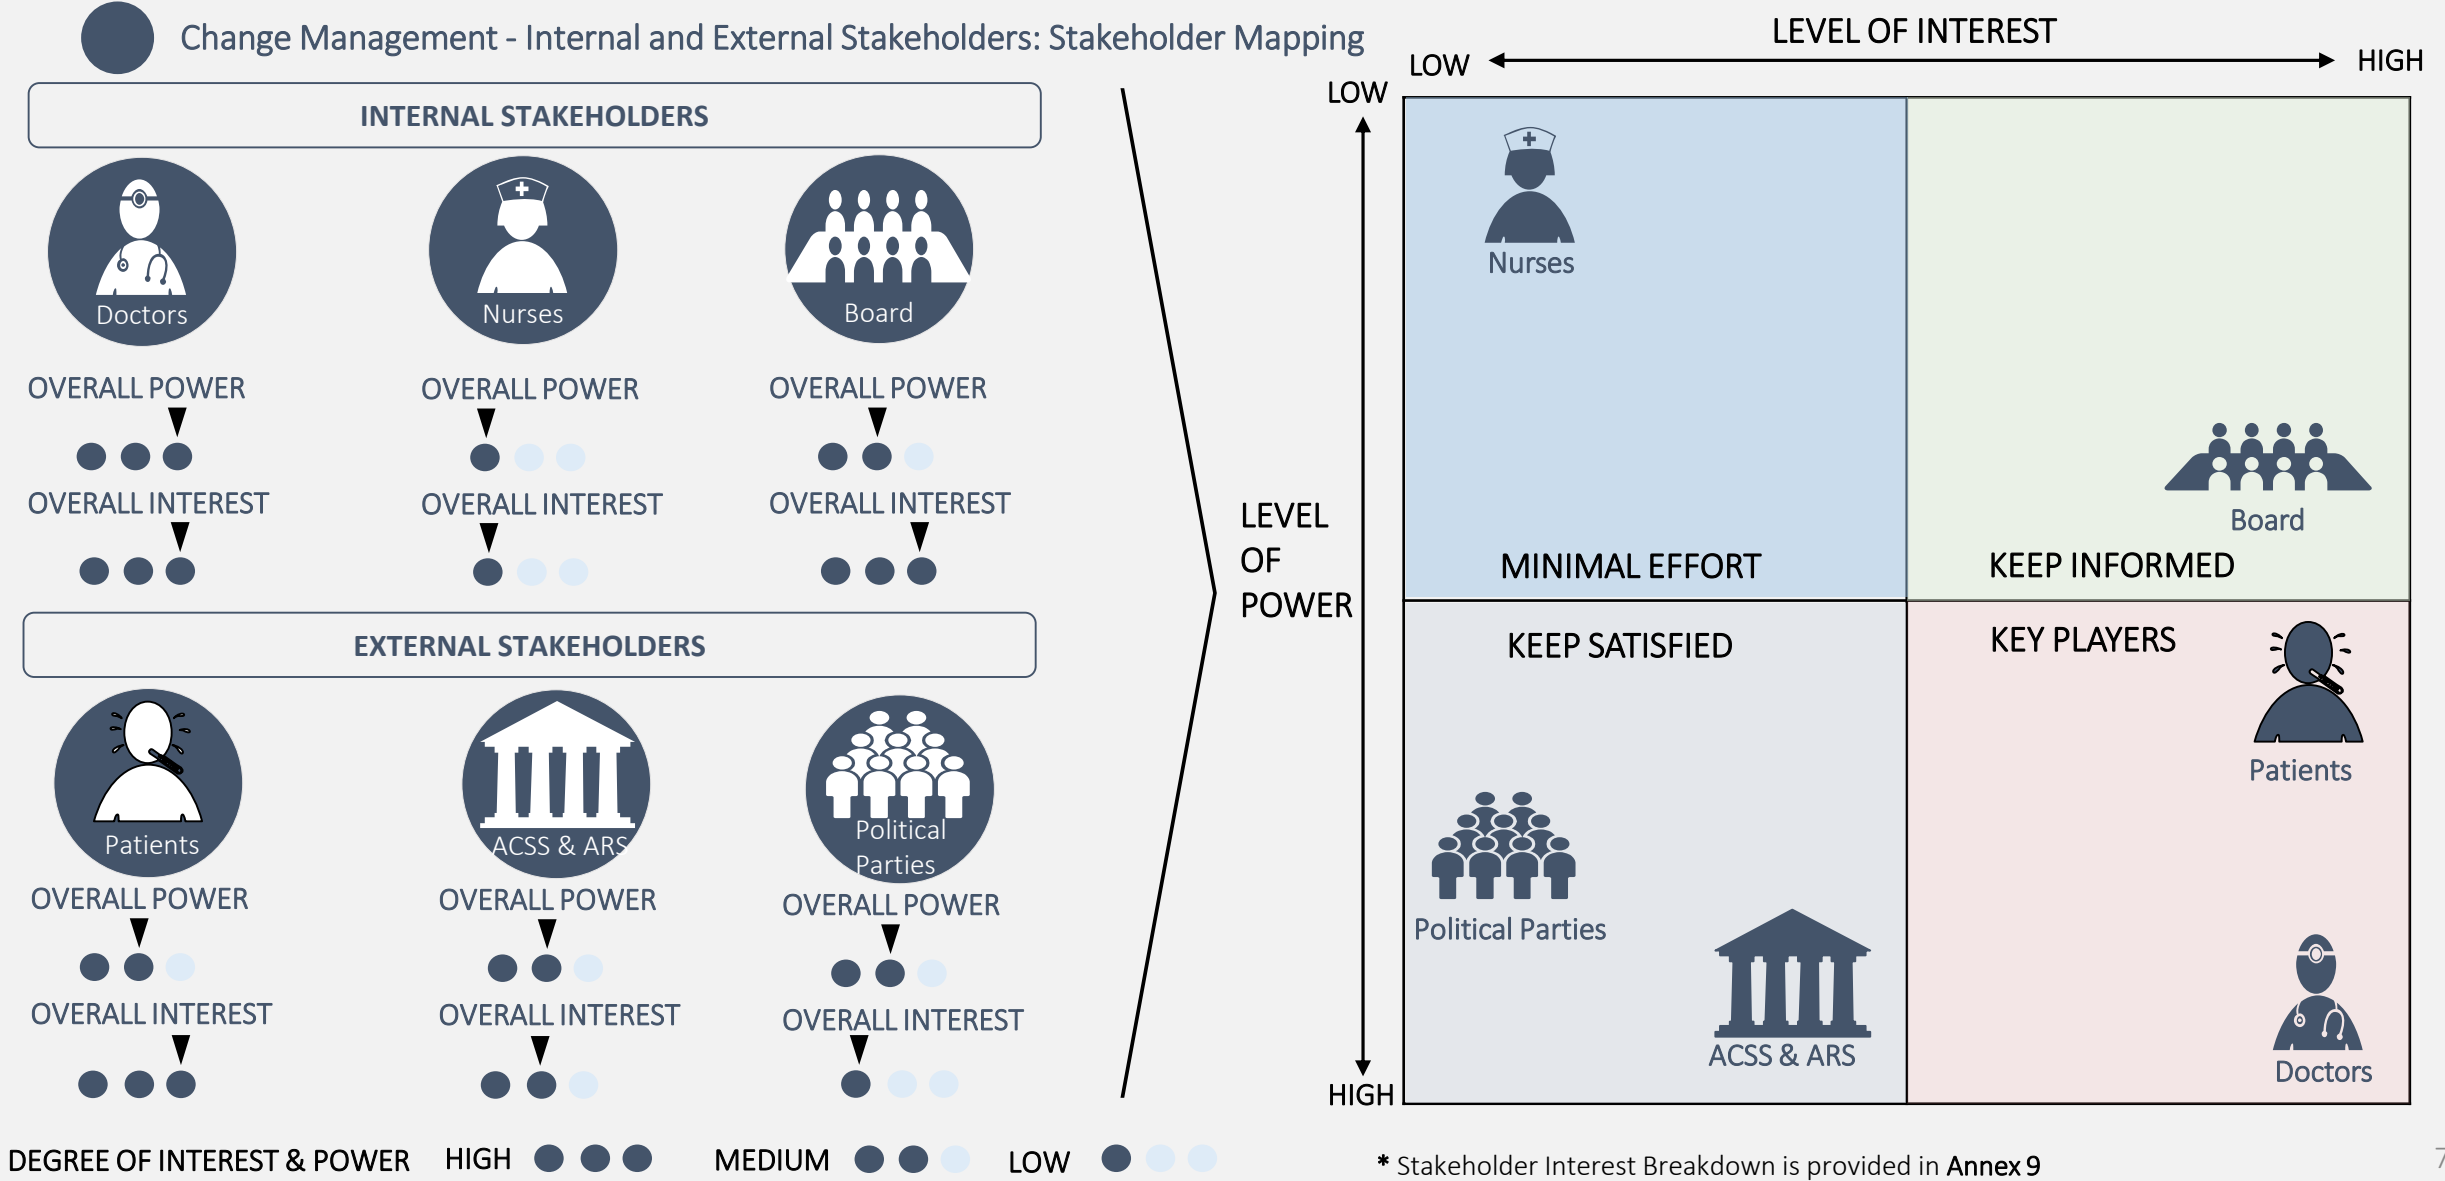 Change Management - Internal and External Stakeholders: Stakeholder Mapping
INTERNAL STAKEHOLDERS
Doctors
Nurses
Board
OVERALL POWER
OVERALL POWER
OVERALL POWER
OVERALL INTEREST
OVERALL INTEREST
OVERALL INTEREST
EXTERNAL STAKEHOLDERS
Patients
ACSS & ARS
Political
Parties
OVERALL POWER
OVERALL POWER
OVERALL POWER
OVERALL INTEREST
OVERALL INTEREST
OVERALL INTEREST
DEGREE OF INTEREST & POWER
HIGH
MEDIUM
LOW
LEVEL OF INTEREST
LOW
HIGH
LOW
LEVEL
OF
POWER
HIGH
Nurses
MINIMAL EFFORT
Board
KEEP INFORMED
KEEP SATISFIED
Political Parties
ACSS & ARS
KEY PLAYERS
Patients
Doctors
* Stakeholder Interest Breakdown is provided in Annex 9
7